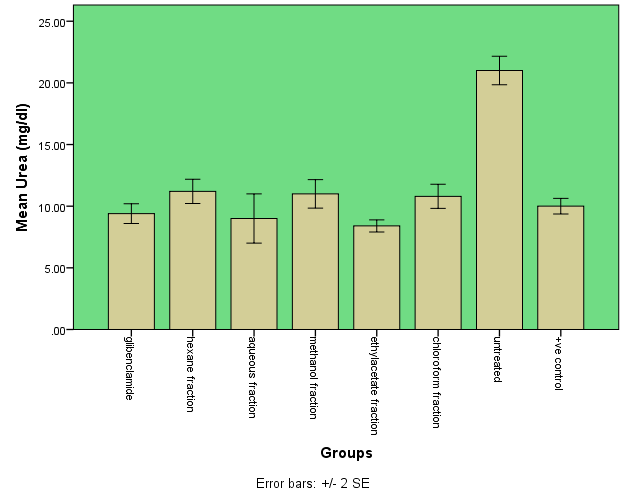 25.00
20.00
15.00
10.00
5.00
.00
Mean Urea (mg/dl)
glibenclamide
hexane fraction
aqueous fraction
methanol fraction
ethylacetate fraction
chloroform fraction
untreated
+ve control
Groups
Error bars: +/- 2 SE